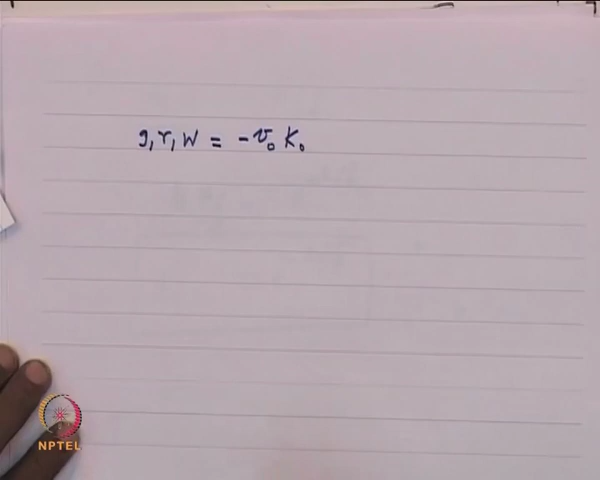 g, r, W = - v₀ K₀
NPTEL